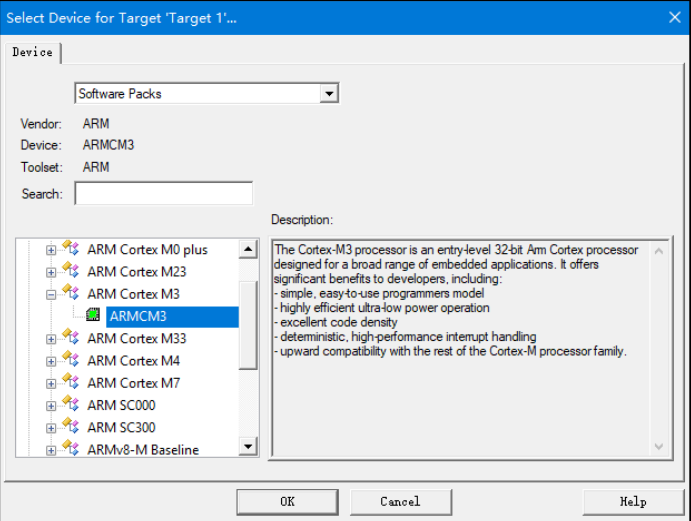 Select Device for Target 'Target 1'...
Device
Software Packs
Vendor: ARM
Device: ARMCM3
Toolset: ARM
Search:
Description:
ARM Cortex M0 plus
ARM Cortex M23
ARM Cortex M3
ARMCM3
ARM Cortex M33
ARM Cortex M4
ARM Cortex M7
ARM SC000
ARM SC300
ARMv8-M Baseline
The Cortex-M3 processor is an entry-level 32-bit Arm Cortex processor
designed for a broad range of embedded applications. It offers
significant benefits to developers, including:
- simple, easy-to-use programmers model
- highly efficient ultra-low power operation
- excellent code density
- deterministic, high-performance interrupt handling
- upward compatibility with the rest of the Cortex-M processor family.
OK
Cancel
Help